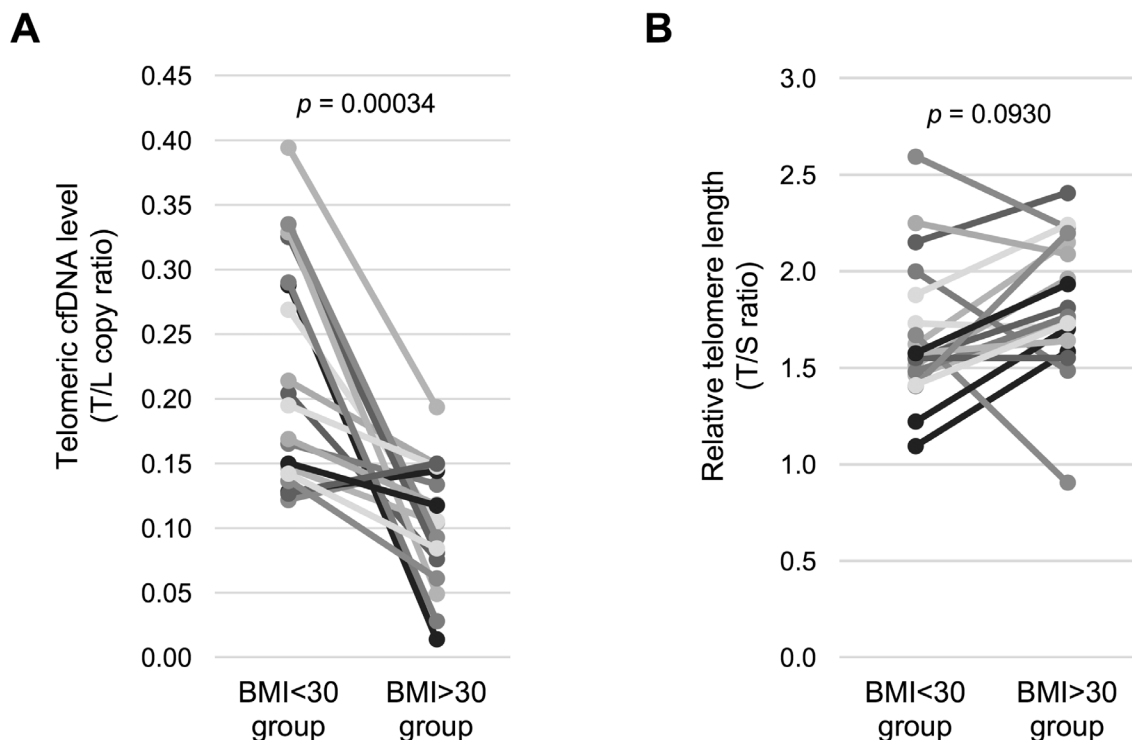 A
Telomeric cfDNA level
(T/L copy ratio)
0.45
0.40
0.35
0.30
0.25
0.20
0.15
0.10
0.05
0.00
p = 0.00034
BMI<30
group
BMI>30
group
B
Relative telomere length
(T/S ratio)
3.0
2.5
2.0
1.5
1.0
0.5
0.0
p = 0.0930
BMI<30
group
BMI>30
group